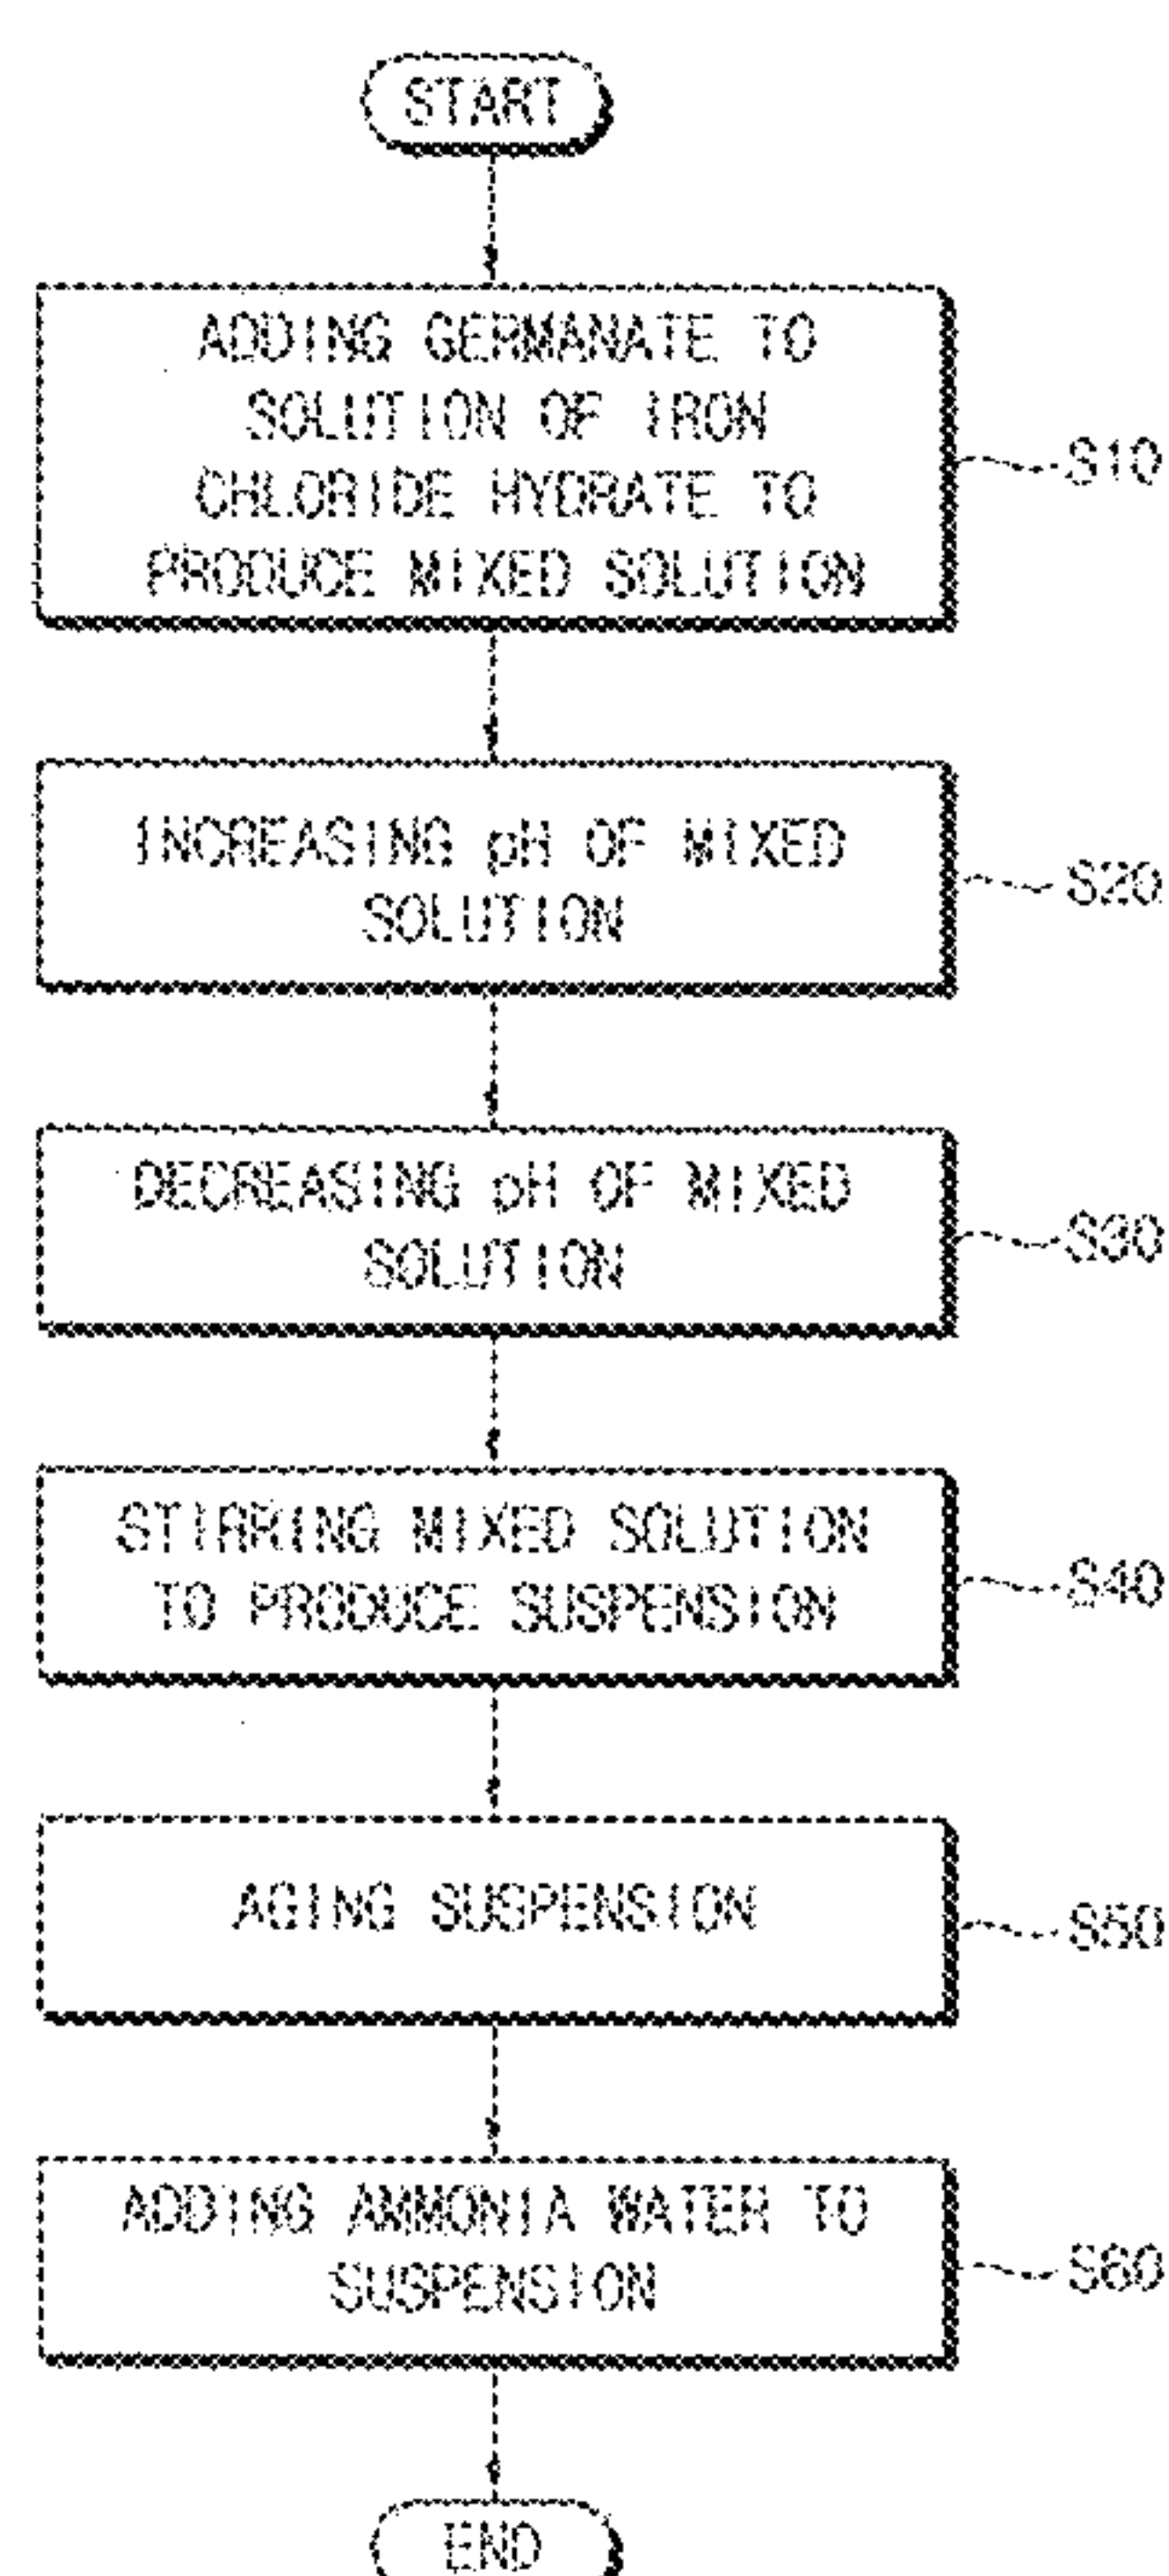 START
ADDING GERMANATE TO
SOLUTION OF IRON
CHLORIDE HYDRATE TO
PRODUCE MIXED SOLUTION
S10
INCREASING pH OF MIXED
SOLUTION
S20
DECREASING pH OF MIXED
SOLUTION
S30
STIRRING MIXED SOLUTION
TO PRODUCE SUSPENSION
S40
AGING SUSPENSION
S50
ADDING AMMONIA WATER TO
SUSPENSION
S60
END